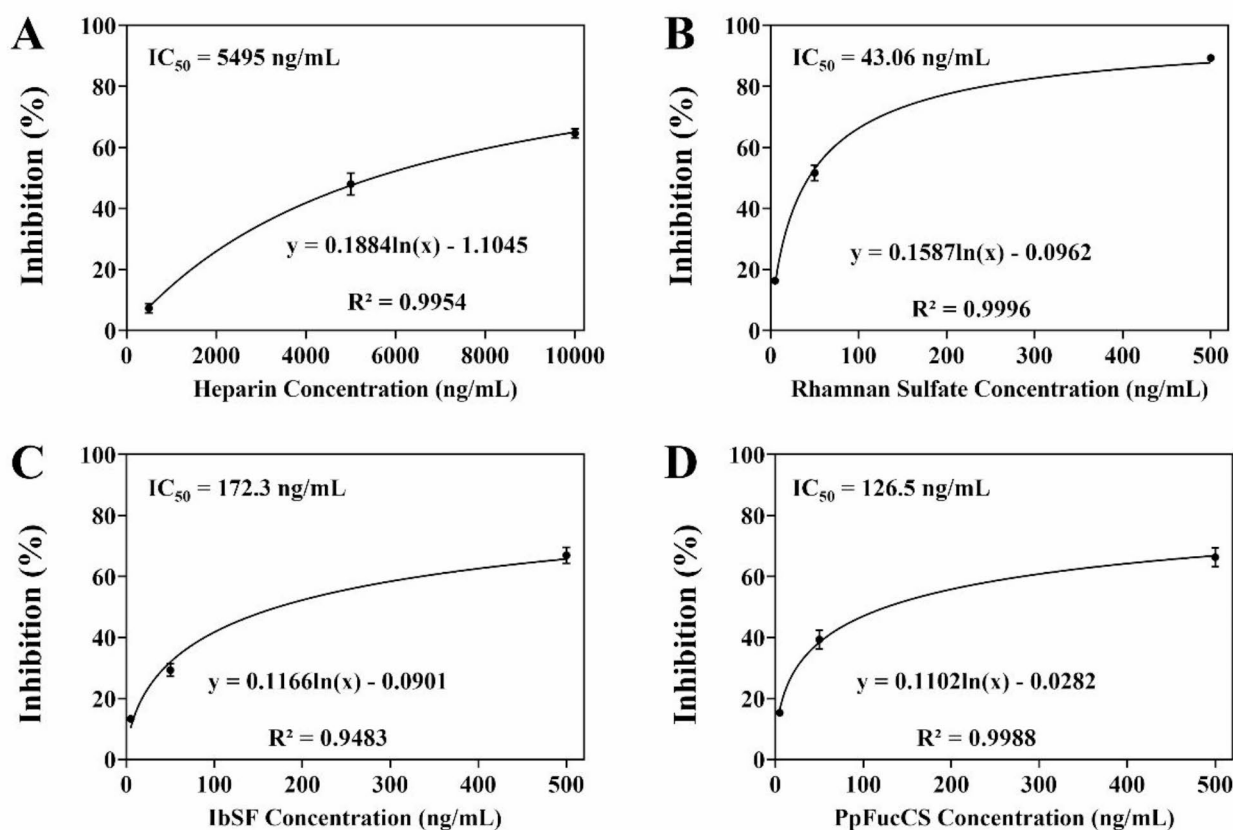 A
IC₅₀ = 5495 ng/mL
y = 0.1884ln(x) - 1.1045
R² = 0.9954
Inhibition (%)
100
80
60
40
20
0
0 2000 4000 6000 8000 10000
Heparin Concentration (ng/mL)
B
IC₅₀ = 43.06 ng/mL
y = 0.1587ln(x) - 0.0962
R² = 0.9996
Inhibition (%)
100
80
60
40
20
0
0 100 200 300 400 500
Rhamnan Sulfate Concentration (ng/mL)
C
IC₅₀ = 172.3 ng/mL
y = 0.1166ln(x) - 0.0901
R² = 0.9483
Inhibition (%)
100
80
60
40
20
0
0 100 200 300 400 500
IbSF Concentration (ng/mL)
D
IC₅₀ = 126.5 ng/mL
y = 0.1102ln(x) - 0.0282
R² = 0.9988
Inhibition (%)
100
80
60
40
20
0
0 100 200 300 400 500
PpFucCS Concentration (ng/mL)